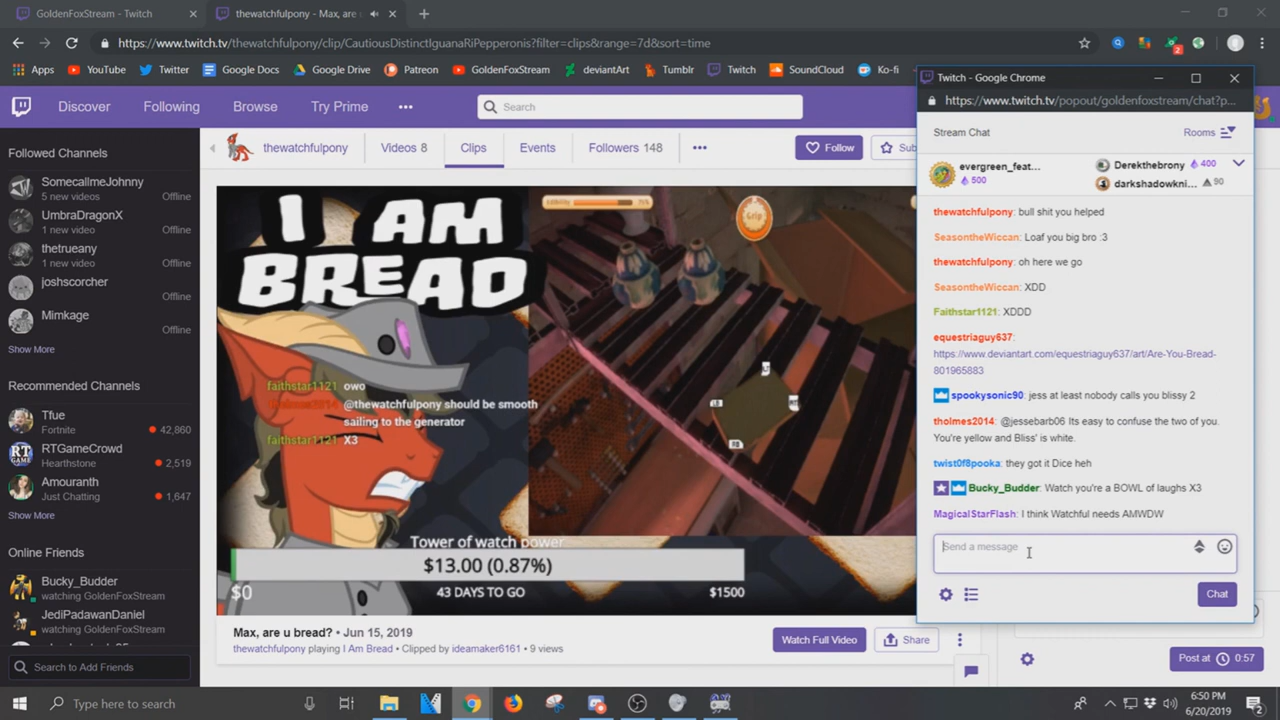 GoldenFoxStream - Twitch
thewatchfulpony - Max, are u
https://www.twitch.tv/thewatchfulpony/clip/CautiousDistinctIguanaRiPepperonis?filter=clips&range=7d&sort=time
2
Apps YouTube Twitter Google Docs Google Drive Patreon GoldenFoxStream deviantArt Tumblr Twitch SoundCloud Ko-fi
Discover Following Browse Try Prime
Search
Followed Channels
SomecallmeJohnny
5 new videos Offline
UmbraDragonX
1 new video Offline
thetrueany
1 new video Offline
joshscorcher
Offline
Mimkage
Offline
Show More
Recommended Channels
Tfue
Fortnite 42,860
RTGameCrowd
Hearthstone 2,519
Amouranth
Just Chatting 1,647
Show More
Online Friends
Bucky_Budder
watching GoldenFoxStream
JediPadawanDaniel
watching GoldenFoxStream
Search to Add Friends
thewatchfulpony Videos 8 Clips Events Followers 148 Follow Sub
I AM
BREAD
Grip
LT
LB
RB
faithstar1121 owo
tholmes2014 @thewatchfulpony should be smooth
sailing to the generator
faithstar1121 X3
Tower of watch power
$13.00 (0.87%)
$0 43 DAYS TO GO $1500
Max, are u bread? • Jun 15, 2019
thewatchfulpony playing I Am Bread • Clipped by ideamaker6161 • 9 views
Watch Full Video Share
Twitch - Google Chrome
https://www.twitch.tv/popout/goldenfoxstream/chat?p...
Stream Chat Rooms
evergreen_feat...
500
Derekthebrony 400
darkshadowkni... 90
thewatchfulpony: bull shit you helped
SeasontheWiccan: Loaf you big bro :3
thewatchfulpony: oh here we go
SeasontheWiccan: XDD
Faithstar1121: XDDD
equestriaguy637:
https://www.deviantart.com/equestriaguy637/art/Are-You-Bread-
801965883
spookysonic90: jess at least nobody calls you blissy 2
tholmes2014: @jessebarb06 Its easy to confuse the two of you.
You're yellow and Bliss' is white.
twist0f8pooka: they got it Dice heh
Bucky_Budder: Watch you're a BOWL of laughs X3
MagicalStarFlash: I think Watchful needs AMWDW
Send a message
Chat
Post at 0:57
Type here to search
6:50 PM
6/20/2019
2